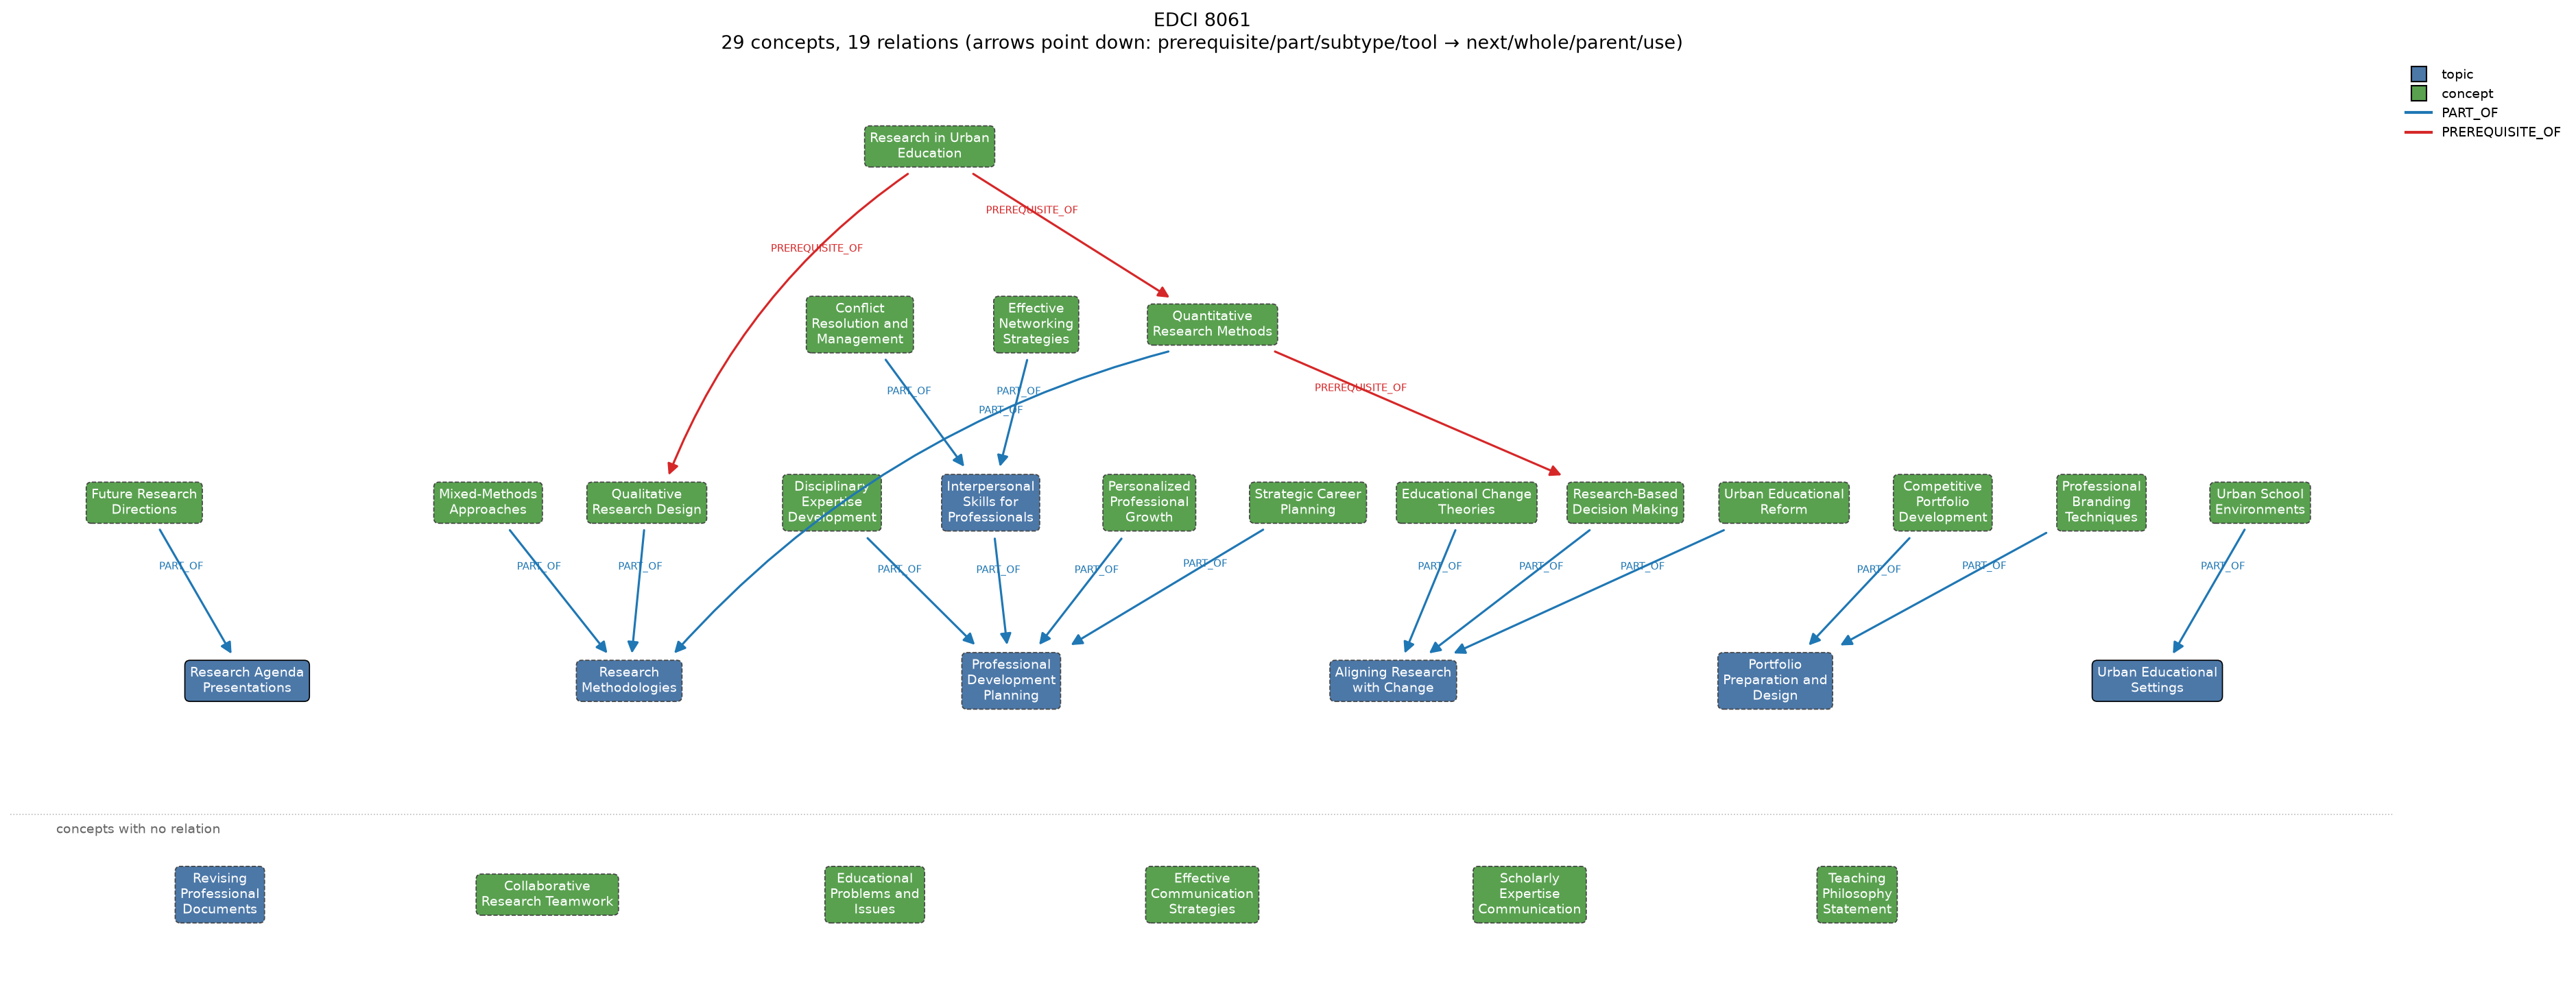 EDCI 8061
29 concepts, 19 relations (arrows point down: prerequisite/part/subtype/tool → next/whole/parent/use)
topic
concept
PART_OF
PREREQUISITE_OF
Research in Urban
Education
PREREQUISITE_OF
PREREQUISITE_OF
Conflict
Resolution and
Management
Effective
Networking
Strategies
Quantitative
Research Methods
PART_OF
PART_OF
PART_OF
PREREQUISITE_OF
Future Research
Directions
Mixed-Methods
Approaches
Qualitative
Research Design
Disciplinary
Expertise
Development
Interpersonal
Skills for
Professionals
Personalized
Professional
Growth
Strategic Career
Planning
Educational Change
Theories
Research-Based
Decision Making
Urban Educational
Reform
Competitive
Portfolio
Development
Professional
Branding
Techniques
Urban School
Environments
PART_OF
PART_OF
PART_OF
PART_OF
PART_OF
PART_OF
PART_OF
PART_OF
PART_OF
PART_OF
PART_OF
PART_OF
PART_OF
Research Agenda
Presentations
Research
Methodologies
Professional
Development
Planning
Aligning Research
with Change
Portfolio
Preparation and
Design
Urban Educational
Settings
concepts with no relation
Revising
Professional
Documents
Collaborative
Research Teamwork
Educational
Problems and
Issues
Effective
Communication
Strategies
Scholarly
Expertise
Communication
Teaching
Philosophy
Statement